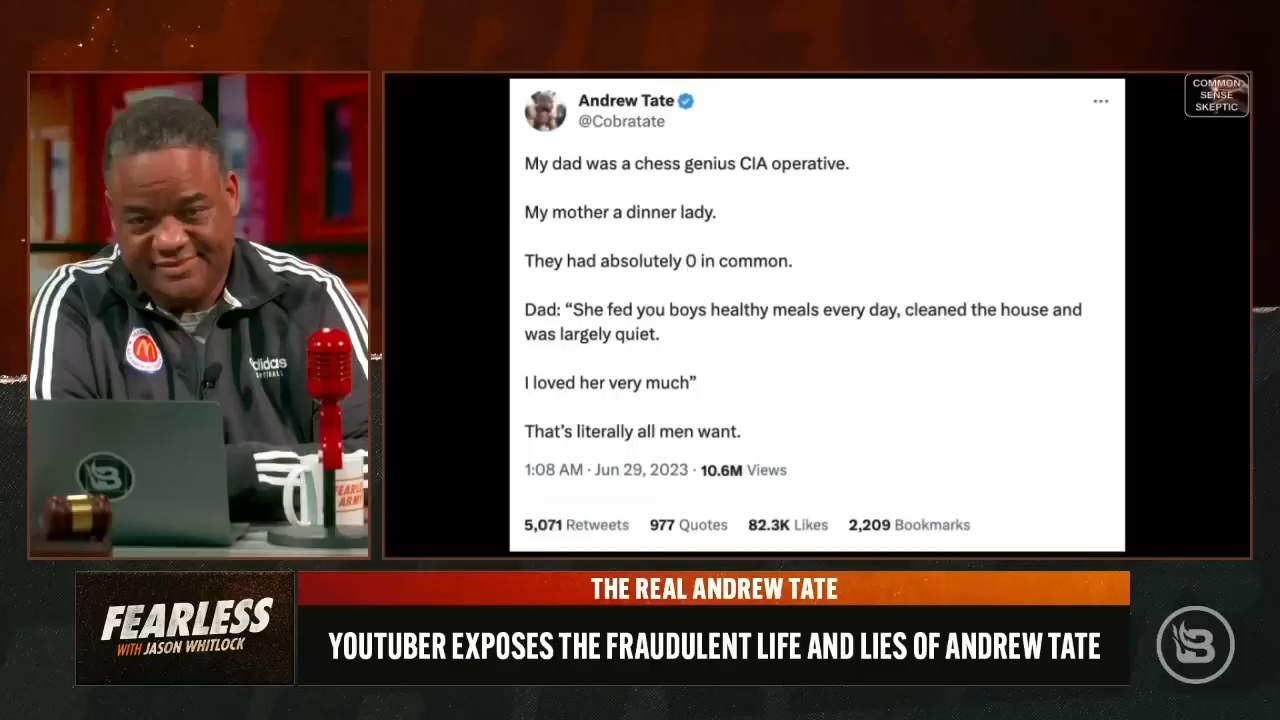 Andrew Tate
@Cobratate
My dad was a chess genius CIA operative.
My mother a dinner lady.
They had absolutely 0 in common.
Dad: “She fed you boys healthy meals every day, cleaned the house and
was largely quiet.
I loved her very much”
That’s literally all men want.
1:08 AM · Jun 29, 2023 · 10.6M Views
5,071 Retweets 977 Quotes 82.3K Likes 2,209 Bookmarks
COMMON
SENSE
SKEPTIC
adidas
FEARLESS
ARMY
B
FEARLESS
WITH JASON WHITLOCK
THE REAL ANDREW TATE
YOUTUBER EXPOSES THE FRAUDULENT LIFE AND LIES OF ANDREW TATE
B